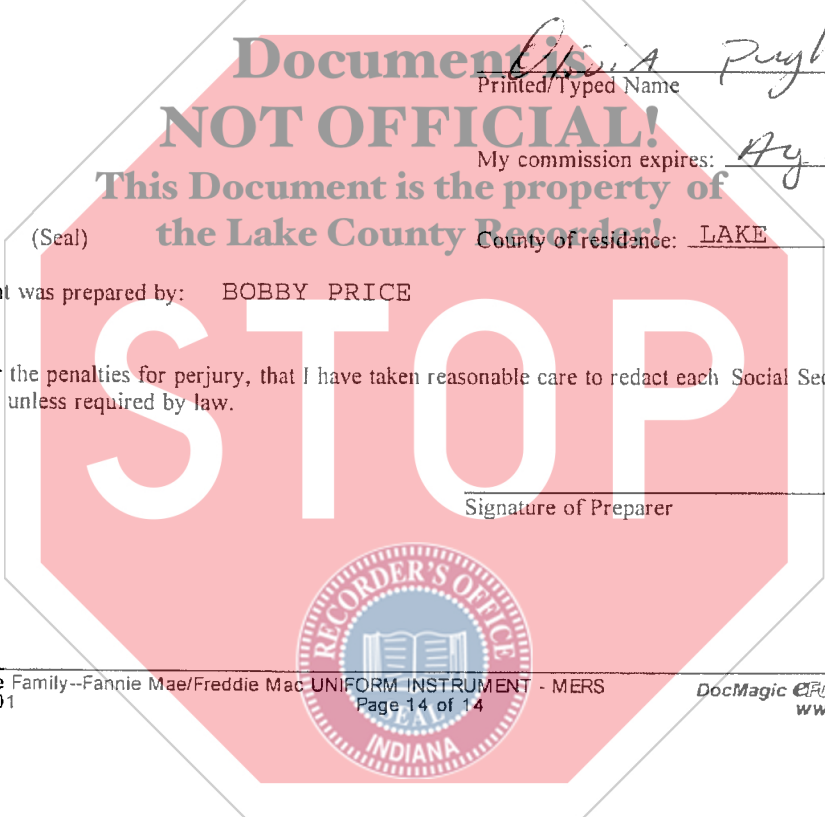 Document is
Olivia
Printed/Typed Name
NOT OFFICIAL!
My commission expires:
This Document is the property of
the Lake County Recorder!
(Seal)
County of residence: LAKE
was prepared by: BOBBY PRICE
STOP
the penalties for perjury, that I have taken reasonable care to redact each Social
unless required by law.
Signature of Preparer
RECORDER'S OFFICE
SEAL
INDIANA
Family--Fannie Mae/Freddie Mac UNIFORM INSTRUMENT - MERS
Page 14 of 14
DocMagic